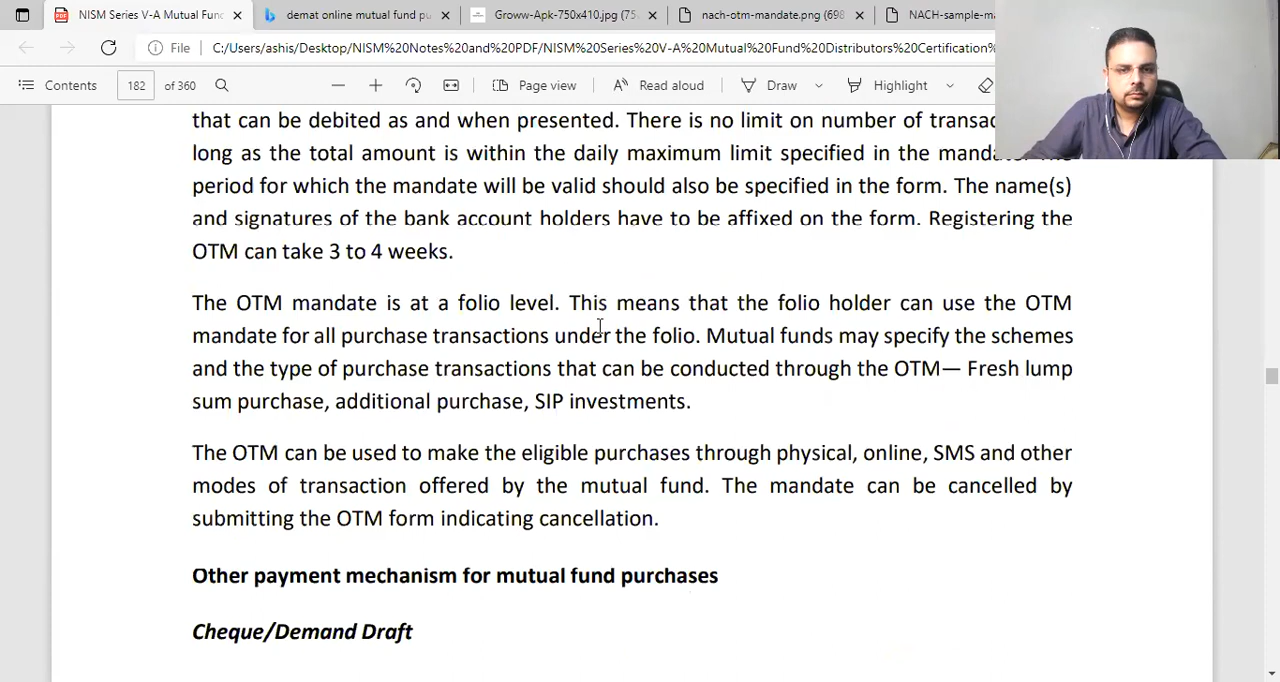 NISM Series V-A Mutual Fun
demat online mutual fund pu
Groww-Apk-750x410.jpg (75
nach-otm-mandate.png (698
NACH-sample-ma
File
C:/Users/ashis/Desktop/NISM%20Notes%20and%20PDF/NISM%20Series%20V-A%20Mutual%20Fund%20Distributors%20Certification%
Contents
182
of 360
Page view
Read aloud
Draw
Highlight
that can be debited as and when presented. There is no limit on number of transac
long as the total amount is within the daily maximum limit specified in the mandate.
period for which the mandate will be valid should also be specified in the form. The name(s)
and signatures of the bank account holders have to be affixed on the form. Registering the
OTM can take 3 to 4 weeks.
The OTM mandate is at a folio level. This means that the folio holder can use the OTM
mandate for all purchase transactions under the folio. Mutual funds may specify the schemes
and the type of purchase transactions that can be conducted through the OTM— Fresh lump
sum purchase, additional purchase, SIP investments.
The OTM can be used to make the eligible purchases through physical, online, SMS and other
modes of transaction offered by the mutual fund. The mandate can be cancelled by
submitting the OTM form indicating cancellation.
Other payment mechanism for mutual fund purchases
Cheque/Demand Draft